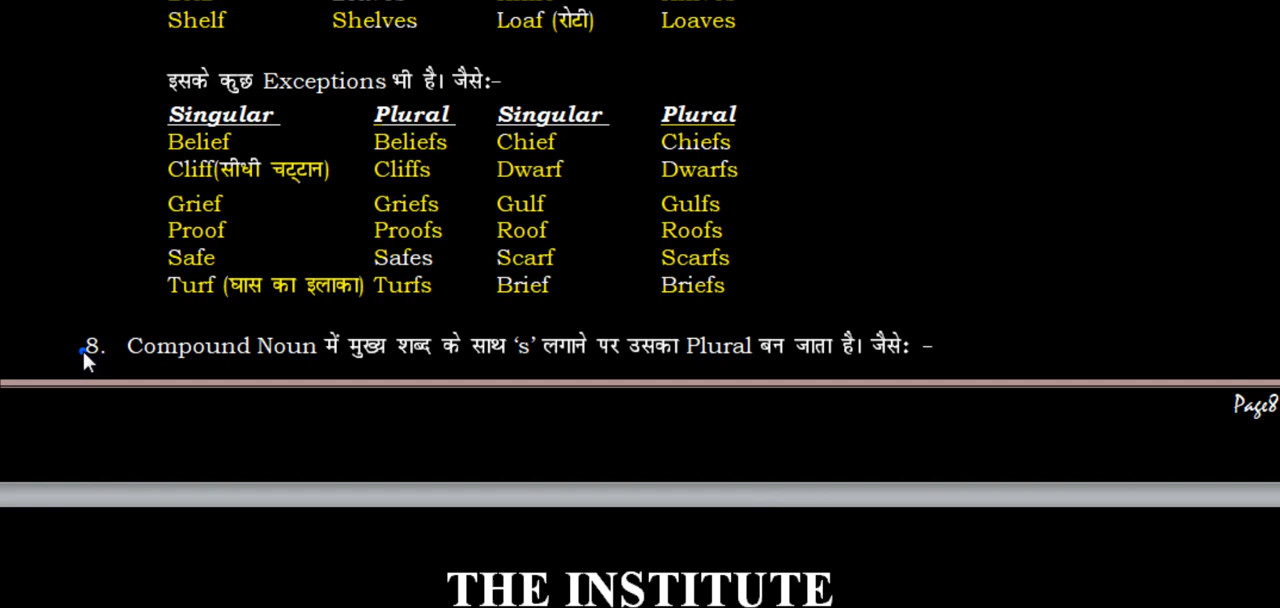 Shelf Shelves Loaf (रोटी) Loaves
इसके कुछ Exceptions भी है। जैसे:-
Singular Plural Singular Plural
Belief Beliefs Chief Chiefs
Cliff(सीधी चट्टान) Cliffs Dwarf Dwarfs
Grief Griefs Gulf Gulfs
Proof Proofs Roof Roofs
Safe Safes Scarf Scarfs
Turf (घास का इलाका) Turfs Brief Briefs
8. Compound Noun में मुख्य शब्द के साथ ‘s’ लगाने पर उसका Plural बन जाता है। जैसे: -
Page8
THE INSTITUTE